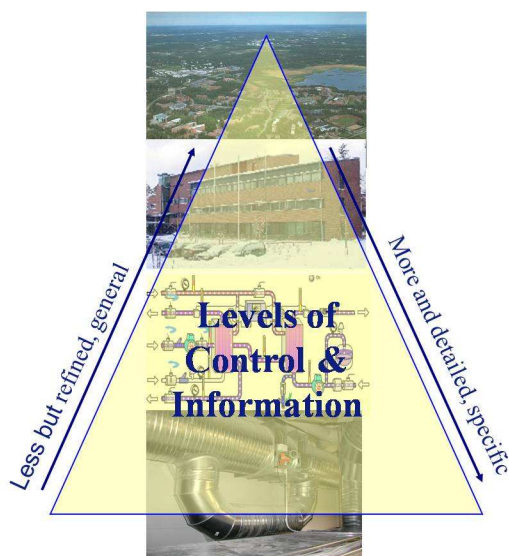 Levels of
Control &
Information
Less but refined, general
More and detailed, specific